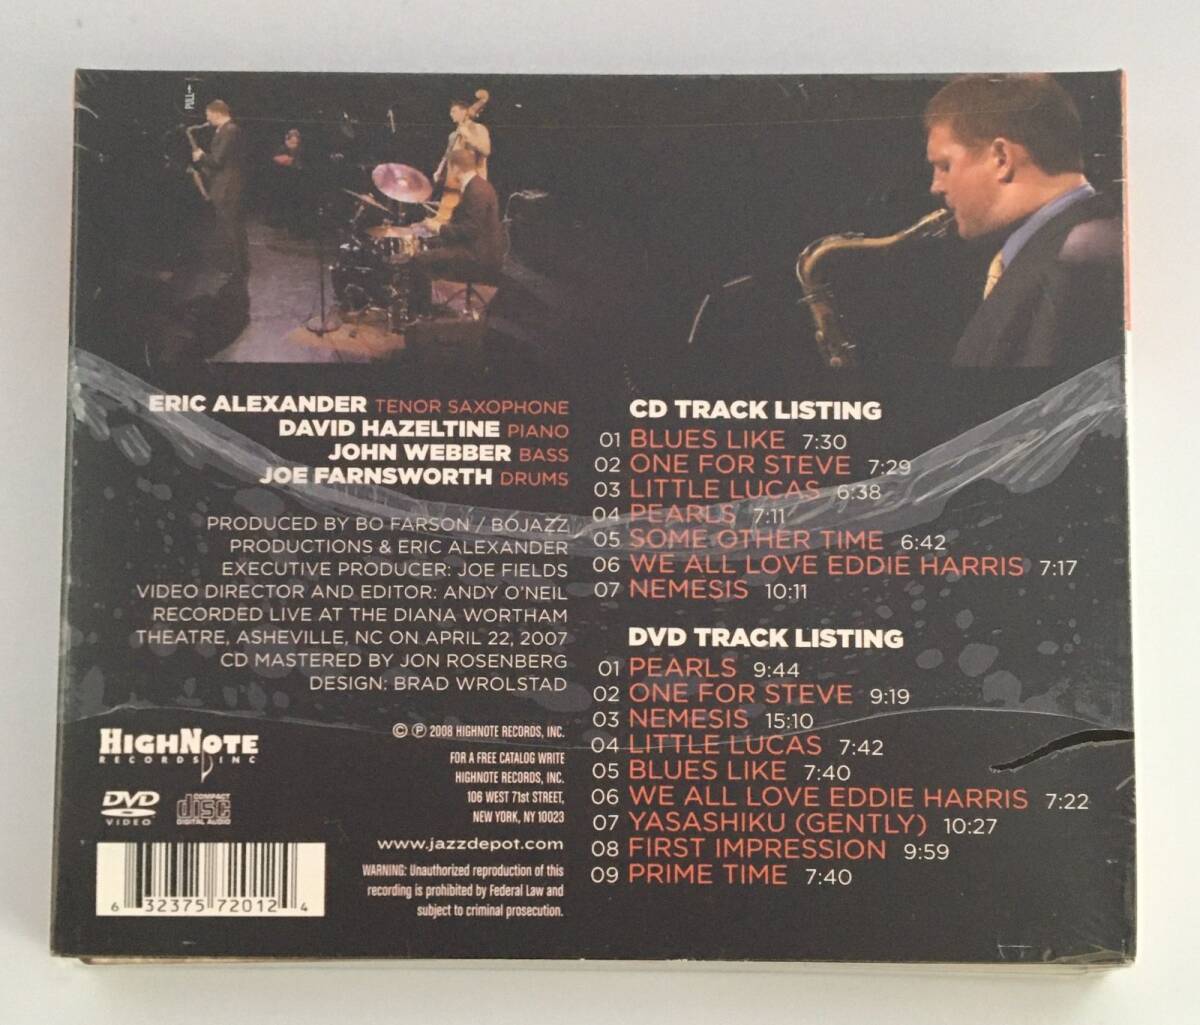 PULL
ERIC ALEXANDER TENOR SAXOPHONE
DAVID HAZELTINE PIANO
JOHN WEBBER BASS
JOE FARNSWORTH DRUMS
PRODUCED BY BO FARSON / BOJAZZ
PRODUCTIONS & ERIC ALEXANDER
EXECUTIVE PRODUCER: JOE FIELDS
VIDEO DIRECTOR AND EDITOR: ANDY O'NEIL
RECORDED LIVE AT THE DIANA WORTHAM
THEATRE, ASHEVILLE, NC ON APRIL 22, 2007
CD MASTERED BY JON ROSENBERG
DESIGN: BRAD WROLSTAD
HIGHNOTE
RECORDS, INC
DVD
VIDEO
COMPACT
disc
DIGITAL AUDIO
© ℗ 2008 HIGHNOTE RECORDS, INC.
FOR A FREE CATALOG WRITE
HIGHNOTE RECORDS, INC.
106 WEST 71st STREET,
NEW YORK, NY 10023
www.jazzdepot.com
WARNING: Unauthorized reproduction of this
recording is prohibited by Federal Law and
subject to criminal prosecution.
6 32375 72012 4
CD TRACK LISTING
01 BLUES LIKE 7:30
02 ONE FOR STEVE 7:29
03 LITTLE LUCAS 6:38
04 PEARLS 7:11
05 SOME OTHER TIME 6:42
06 WE ALL LOVE EDDIE HARRIS 7:17
07 NEMESIS 10:11
DVD TRACK LISTING
01 PEARLS 9:44
02 ONE FOR STEVE 9:19
03 NEMESIS 15:10
04 LITTLE LUCAS 7:42
05 BLUES LIKE 7:40
06 WE ALL LOVE EDDIE HARRIS 7:22
07 YASASHIKU (GENTLY) 10:27
08 FIRST IMPRESSION 9:59
09 PRIME TIME 7:40